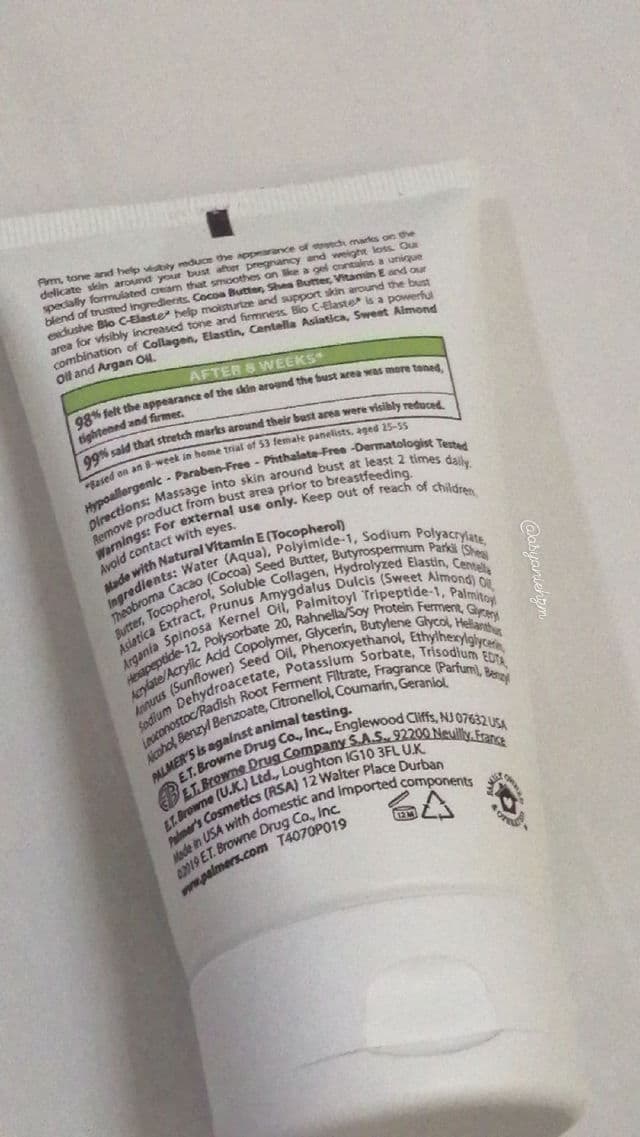 Firm, tone and help visibly reduce the appearance of stretch marks on the
delicate skin around your bust after pregnancy and weight loss. Our
specially formulated cream that smoothes on like a gel contains a unique
blend of trusted ingredients. Cocoa Butter, Shea Butter, Vitamin E and our
exclusive Bio C-Elaste help moisturize and support skin around the bust
area for visibly increased tone and firmness. Bio C-Elaste is a powerful
combination of Collagen, Elastin, Centella Asiatica, Sweet Almond
Oil and Argan Oil.
AFTER 8 WEEKS*
98% felt the appearance of the skin around the bust area was more toned,
tightened and firmer.
99% said that stretch marks around their bust area were visibly reduced.
*Based on an 8-week in home trial of 53 female panelists, aged 25-55
Hypoallergenic - Paraben-Free - Phthalate-Free -Dermatologist Tested
Directions: Massage into skin around bust at least 2 times daily.
Remove product from bust area prior to breastfeeding.
Warnings: For external use only. Keep out of reach of children.
Avoid contact with eyes.
Made with Natural Vitamin E (Tocopherol)
Ingredients: Water (Aqua), Polyimide-1, Sodium Polyacrylate,
Theobroma Cacao (Cocoa) Seed Butter, Butyrospermum Parkii (Shea)
Butter, Tocopherol, Soluble Collagen, Hydrolyzed Elastin, Centella
Asiatica Extract, Prunus Amygdalus Dulcis (Sweet Almond) Oil,
Argania Spinosa Kernel Oil, Palmitoyl Tripeptide-1, Palmitoyl
Hexapeptide-12, Polysorbate 20, Rahnella/Soy Protein Ferment, Glyceryl
Acrylate/Acrylic Acid Copolymer, Glycerin, Butylene Glycol, Helianthus
Annuus (Sunflower) Seed Oil, Phenoxyethanol, Ethylhexylglycerin,
Sodium Dehydroacetate, Potassium Sorbate, Trisodium EDTA,
Leuconostoc/Radish Root Ferment Filtrate, Fragrance (Parfum), Benzyl
Alcohol, Benzyl Benzoate, Citronellol, Coumarin, Geraniol.
PALMER'S is against animal testing.
E.T. Browne Drug Co., Inc., Englewood Cliffs, NJ 07632 USA
E.T. Browne Drug Company S.A.S., 92200 Neuilly, France
E.T. Browne (U.K.) Ltd., Loughton IG10 3FL U.K.
Palmer's Cosmetics (RSA) 12 Walter Place Durban
Made in USA with domestic and imported components
©2019 E.T. Browne Drug Co., Inc.
www.palmers.com T4070P019
12M
FAMILY OWNED
& OPERATED